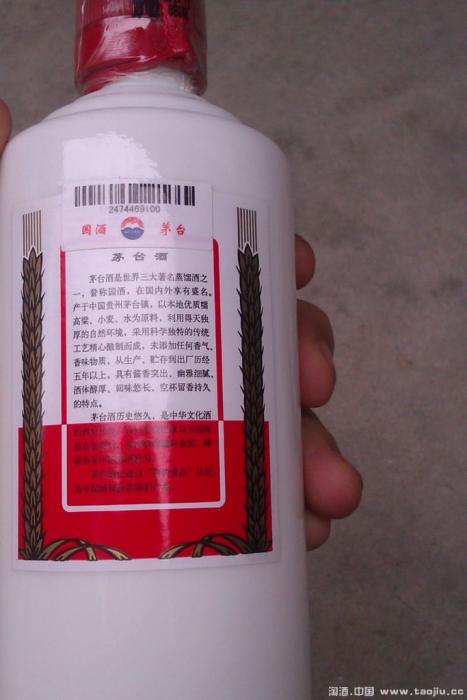 2474469100
国酒 茅台
茅台酒
茅台酒是世界三大著名蒸馏酒之
一，誉称国酒，在国内外享有盛名。
产于中国贵州茅台镇，以本地优质糯
高粱、小麦、水为原料，利用得天独
厚的自然环境，采用科学独特的传统
工艺精心酿制而成，未添加任何香气、
香味物质，从生产、贮存到出厂历经
五年以上。具有酱香突出、幽雅细腻、
酒体醇厚、回味悠长、空杯留香持久
的特点。
茅台酒历史悠久，是中华文化酒
淘酒.中国 www.taojiu.cc